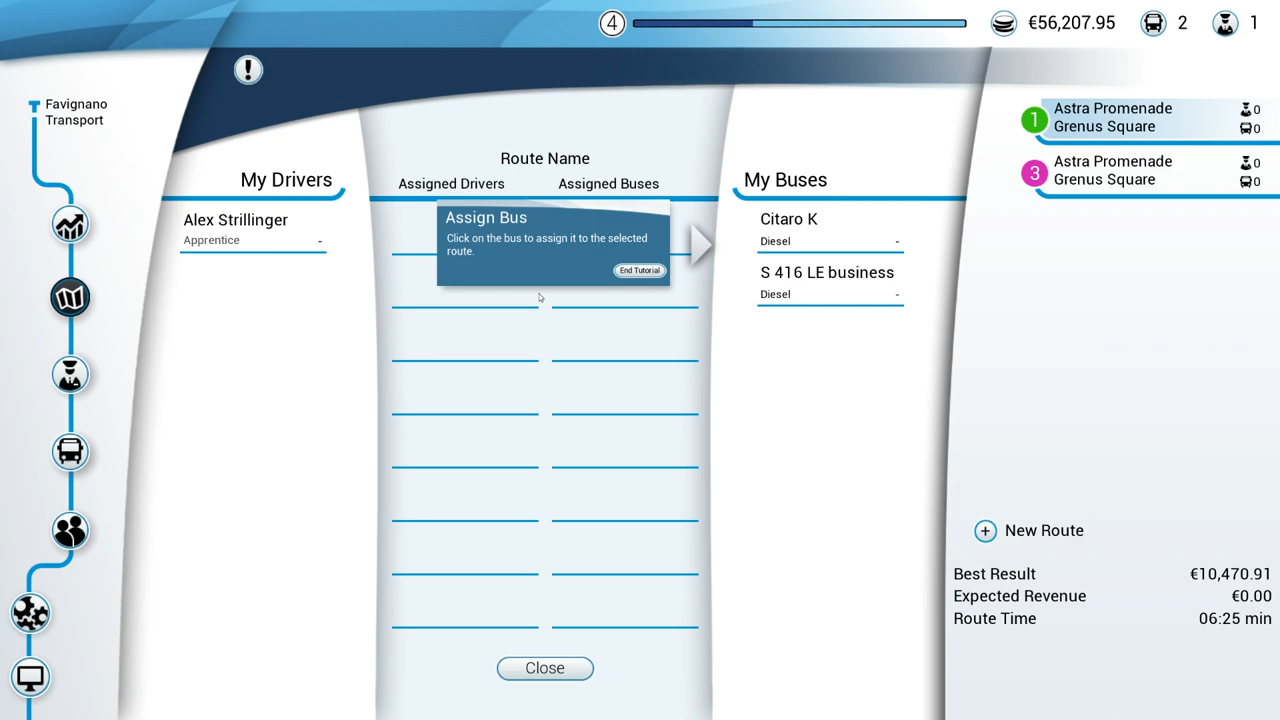 4
€56,207.95
2
1
Favignano
Transport
My Drivers
Alex Strillinger
Apprentice -
Route Name
Assigned Drivers Assigned Buses
Assign Bus
Click on the bus to assign it to the selected
route.
End Tutorial
Close
My Buses
Citaro K
Diesel -
S 416 LE business
Diesel -
1
Astra Promenade 0
Grenus Square 0
3
Astra Promenade 0
Grenus Square 0
New Route
Best Result €10,470.91
Expected Revenue €0.00
Route Time 06:25 min